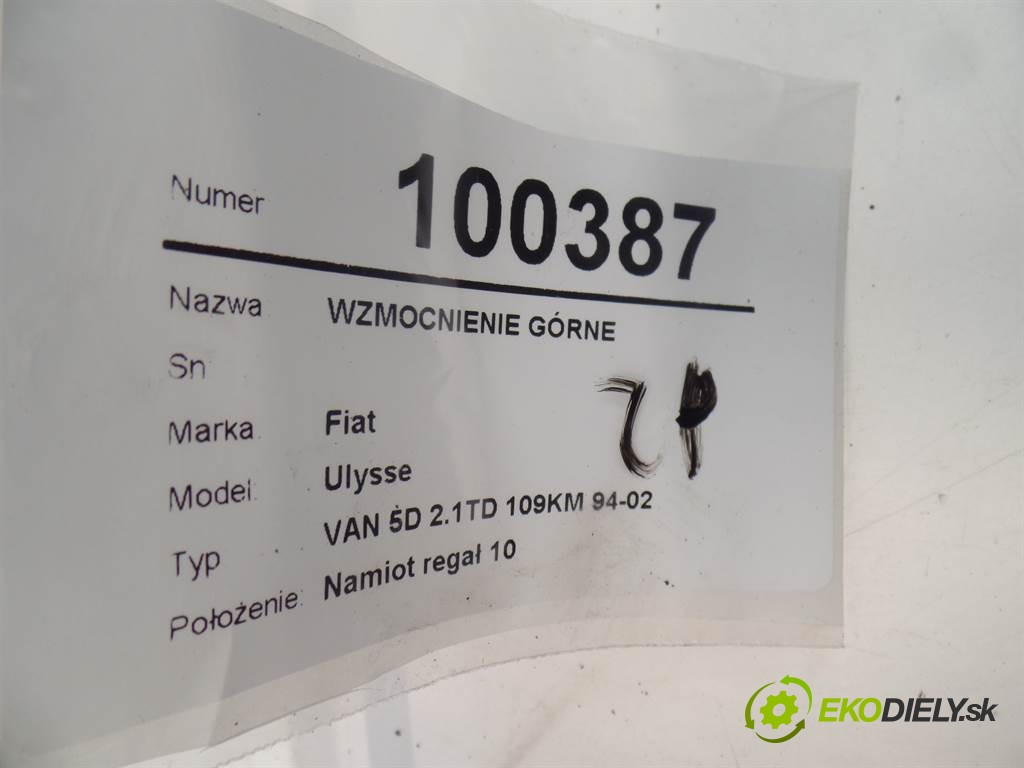 Numer 100387
Nazwa WZMOCNIENIE GÓRNE
Sn
Marka Fiat
Model: Ulysse
Typ VAN 5D 2.1TD 109KM 94-02
Położenie: Namiot regał 10
EKODIELY.sk